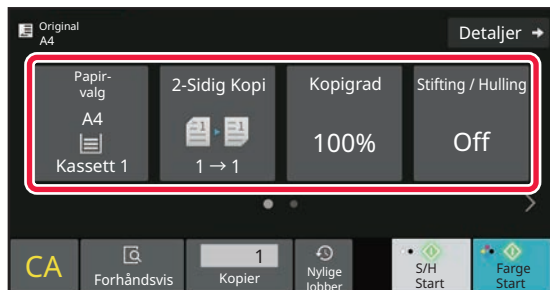 Original
A4
Detaljer
Papir-
valg
A4
Kassett 1
2-Sidig Kopi
1 → 1
Kopigrad
100%
Stifting / Hulling
Off
CA
Forhåndsvis
1
Kopier
Nylige
Jobber
S/H
Start
Farge
Start